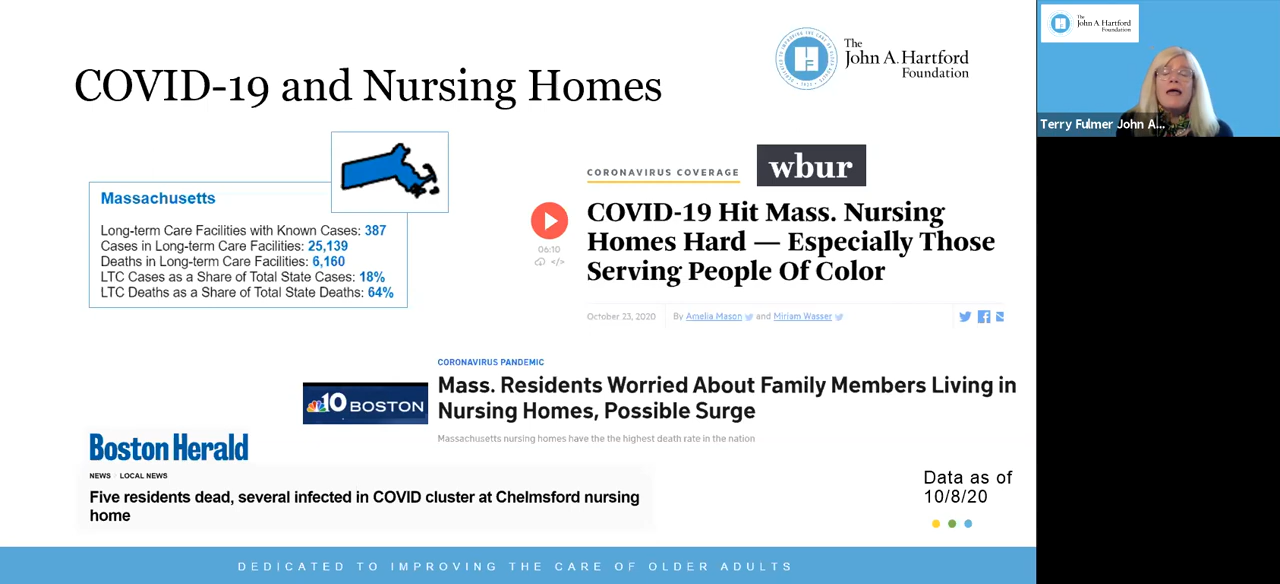 COVID-19 and Nursing Homes
The
John A. Hartford
Foundation
Massachusetts
Long-term Care Facilities with Known Cases: 387
Cases in Long-term Care Facilities: 25,139
Deaths in Long-term Care Facilities: 6,160
LTC Cases as a Share of Total State Cases: 18%
LTC Deaths as a Share of Total State Deaths: 64%
CORONAVIRUS COVERAGE
wbur
COVID-19 Hit Mass. Nursing
Homes Hard — Especially Those
Serving People Of Color
06:10
</>
October 23, 2020
By Amelia Mason and Miriam Wasser
CORONAVIRUS PANDEMIC
10 BOSTON
Mass. Residents Worried About Family Members Living in
Nursing Homes, Possible Surge
Massachusetts nursing homes have the the highest death rate in the nation
Boston Herald
NEWS / LOCAL NEWS
Five residents dead, several infected in COVID cluster at Chelmsford nursing
home
Data as of
10/8/20
DEDICATED TO IMPROVING THE CARE OF OLDER ADULTS
The
John A Hartford
Foundation
Terry Fulmer John A...